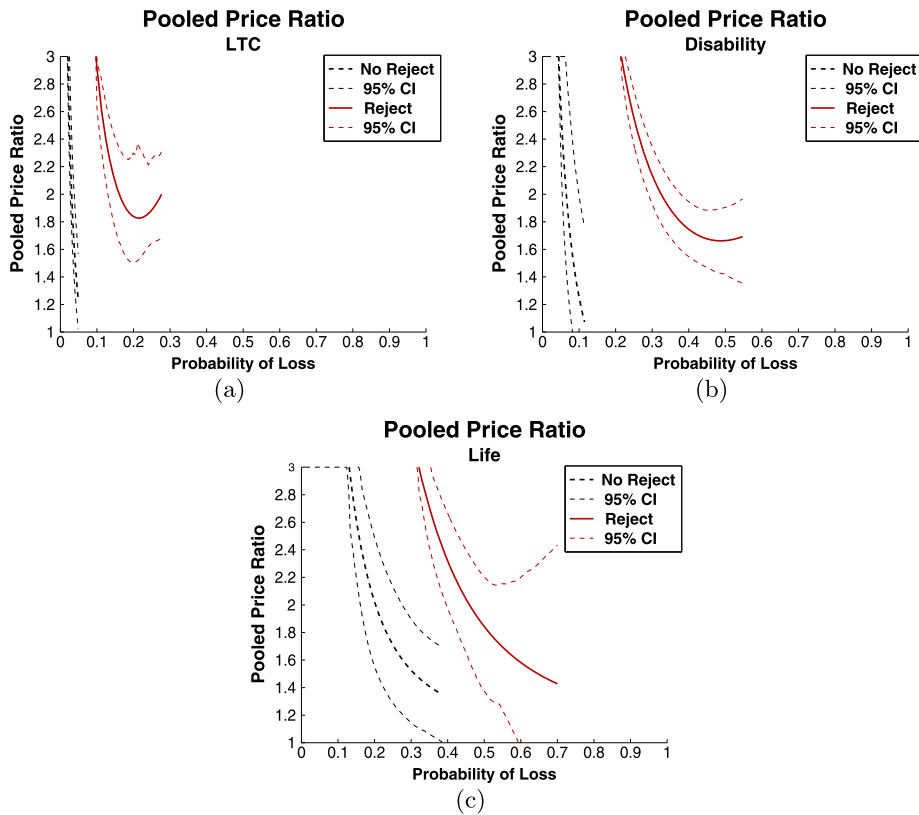 Pooled Price Ratio
LTC
3
2.8
2.6
2.4
2.2
2
1.8
1.6
1.4
1.2
1
Pooled Price Ratio
0 0.1 0.2 0.3 0.4 0.5 0.6 0.7 0.8 0.9 1
Probability of Loss
No Reject
95% CI
Reject
95% CI
(a)
Pooled Price Ratio
Disability
3
2.8
2.6
2.4
2.2
2
1.8
1.6
1.4
1.2
1
Pooled Price Ratio
0 0.1 0.2 0.3 0.4 0.5 0.6 0.7 0.8 0.9 1
Probability of Loss
No Reject
95% CI
Reject
95% CI
(b)
Pooled Price Ratio
Life
3
2.8
2.6
2.4
2.2
2
1.8
1.6
1.4
1.2
1
Pooled Price Ratio
0 0.1 0.2 0.3 0.4 0.5 0.6 0.7 0.8 0.9 1
Probability of Loss
No Reject
95% CI
Reject
95% CI
(c)